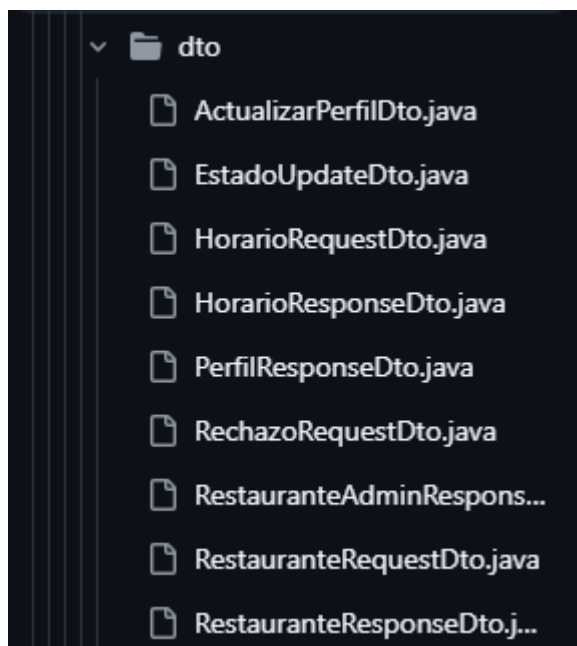 dto
ActualizarPerfilDto.java
EstadoUpdateDto.java
HorarioRequestDto.java
HorarioResponseDto.java
PerfilResponseDto.java
RechazoRequestDto.java
RestauranteAdminRespons...
RestauranteRequestDto.java
RestauranteResponseDto.j...